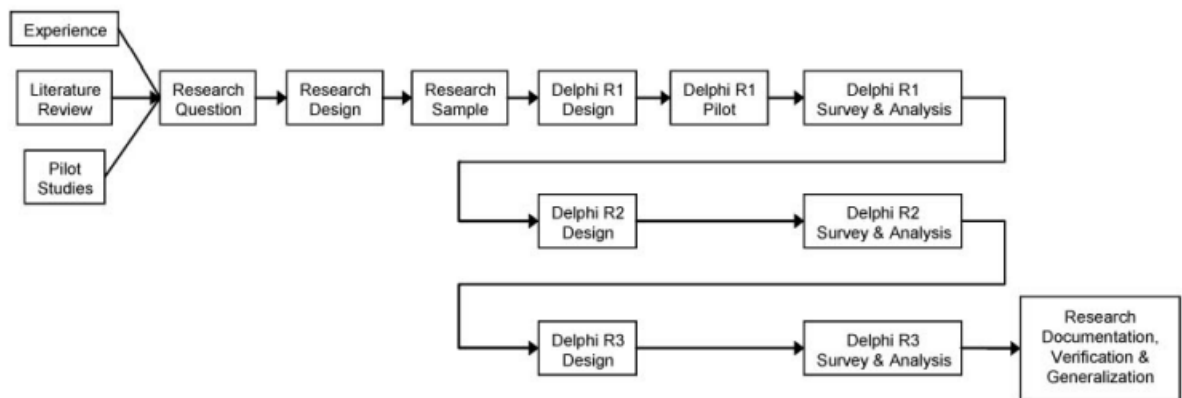 Experience
Literature
Review
Pilot
Studies
Research
Question
Research
Design
Research
Sample
Delphi R1
Design
Delphi R1
Pilot
Delphi R1
Survey & Analysis
Delphi R2
Design
Delphi R2
Survey & Analysis
Delphi R3
Design
Delphi R3
Survey & Analysis
Research
Documentation,
Verification &
Generalization